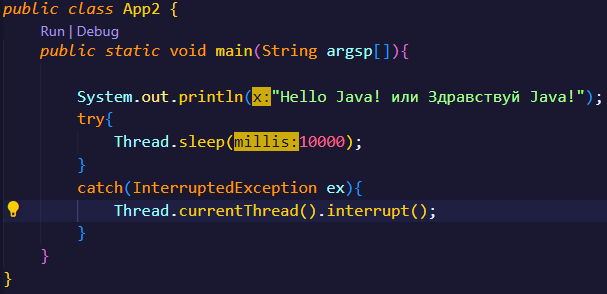 public class App2 {
Run | Debug
public static void main(String argsp[]){
System.out.println(x:"Hello Java! или Здравствуй Java!");
try{
Thread.sleep(millis:10000);
}
catch(InterruptedException ex){
Thread.currentThread().interrupt();
}
}
}